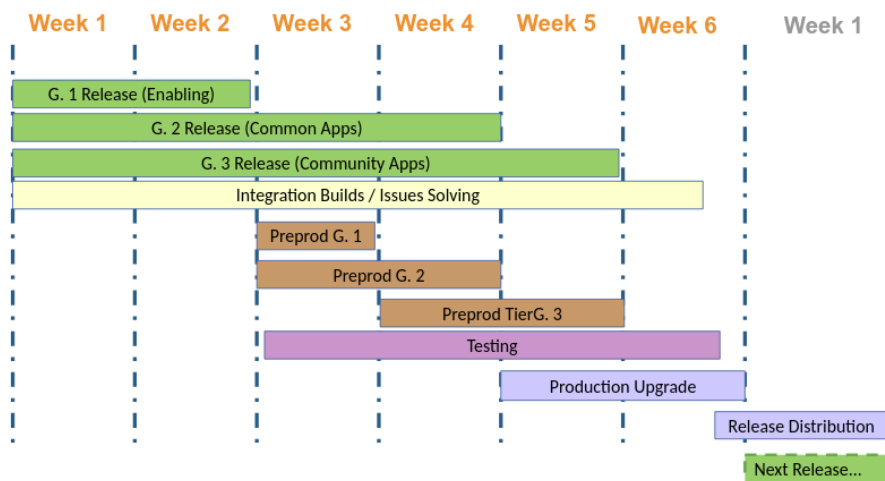 Week 1 Week 2 Week 3 Week 4 Week 5 Week 6 Week 1
G. 1 Release (Enabling)
G. 2 Release (Common Apps)
G. 3 Release (Community Apps)
Integration Builds / Issues Solving
Preprod G. 1
Preprod G. 2
Preprod TierG. 3
Testing
Production Upgrade
Release Distribution
Next Release...